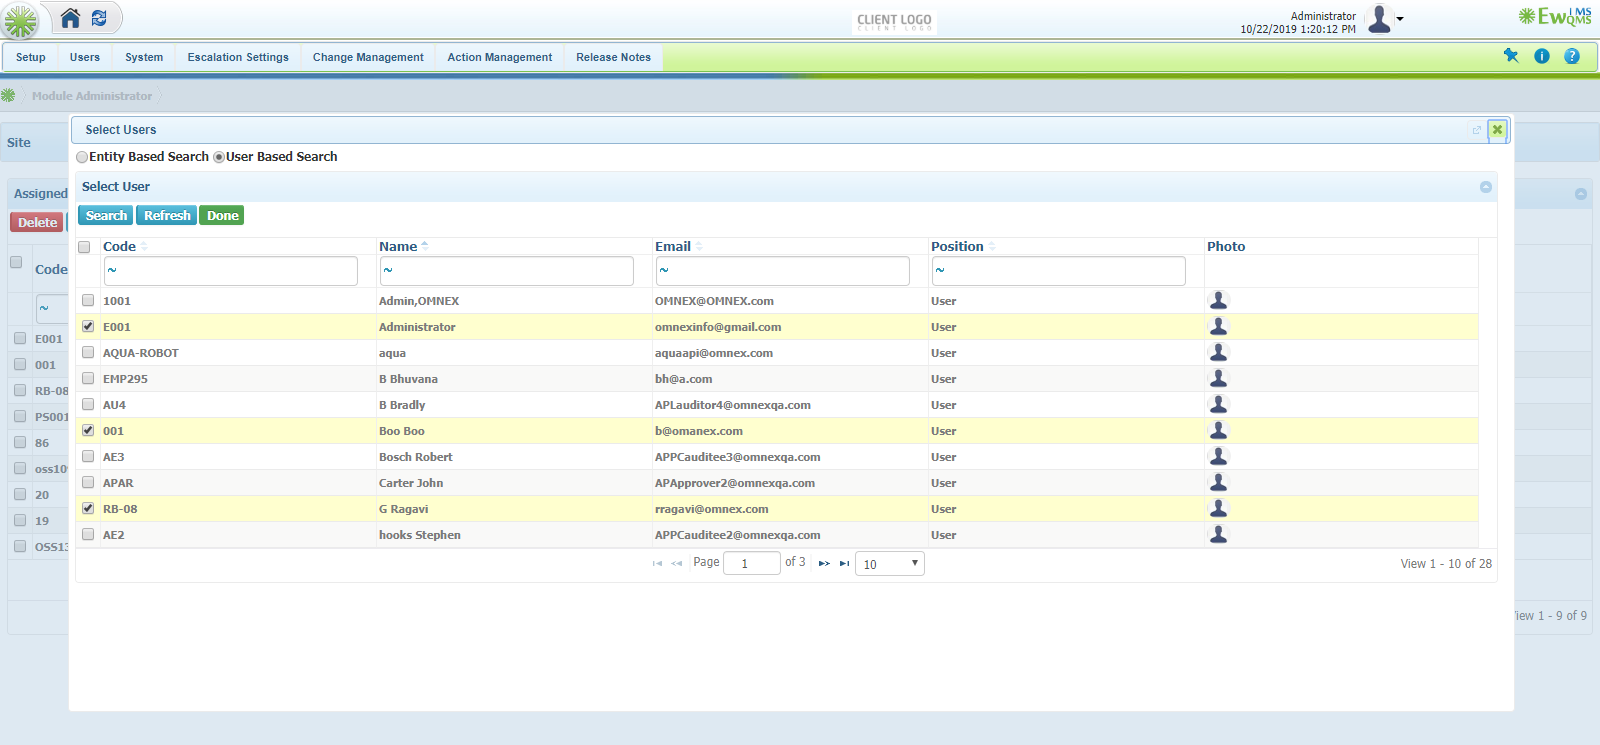 CLIENT LOGO
CLIENT LOGO
Administrator
10/22/2019 1:20:12 PM
EwIMS
QMS
Setup Users System Escalation Settings Change Management Action Management Release Notes
Module Administrator
Site
Select Users
Entity Based Search User Based Search
Assigned
Select User
Delete
Search Refresh Done
Code
Code Name Email Position Photo
~ ~ ~ ~
~
1001 Admin,OMNEX OMNEX@OMNEX.com User
E001 Administrator omnexinfo@gmail.com User
E001
AQUA-ROBOT aqua aquaapi@omnex.com User
001
EMP295 B Bhuvana bh@a.com User
RB-08
AU4 B Bradly APLauditor4@omnexqa.com User
PS001
001 Boo Boo b@omanex.com User
86
AE3 Bosch Robert APPCauditee3@omnexqa.com User
oss109
APAR Carter John APApprover2@omnexqa.com User
20
RB-08 G Ragavi rragavi@omnex.com User
19
AE2 hooks Stephen APPCauditee2@omnexqa.com User
OSS13
Page 1 of 3 10 View 1 - 10 of 28
View 1 - 9 of 9